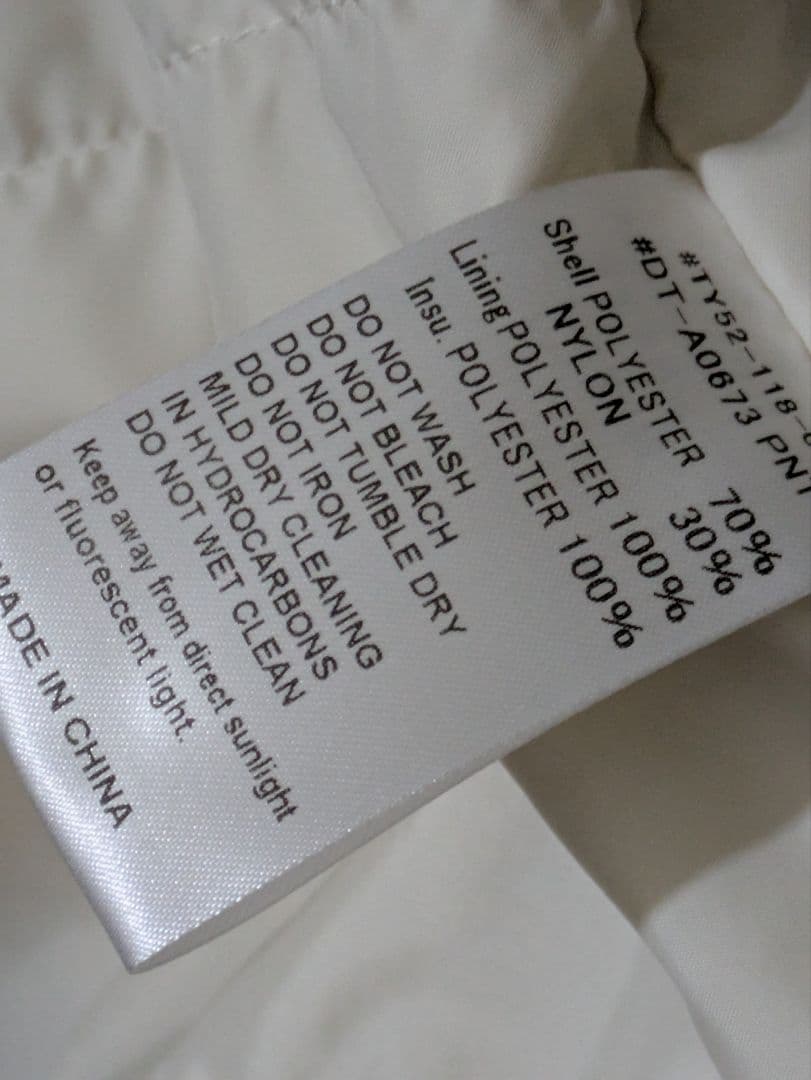 #TY52-118-
#DT-A0673 PNT
Shell POLYESTER 70%
NYLON 30%
Lining POLYESTER 100%
Insu. POLYESTER 100%
DO NOT WASH
DO NOT BLEACH
DO NOT TUMBLE DRY
DO NOT IRON
MILD DRY CLEANING
IN HYDROCARBONS
DO NOT WET CLEAN
Keep away from direct sunlight
or fluorescent light.
MADE IN CHINA